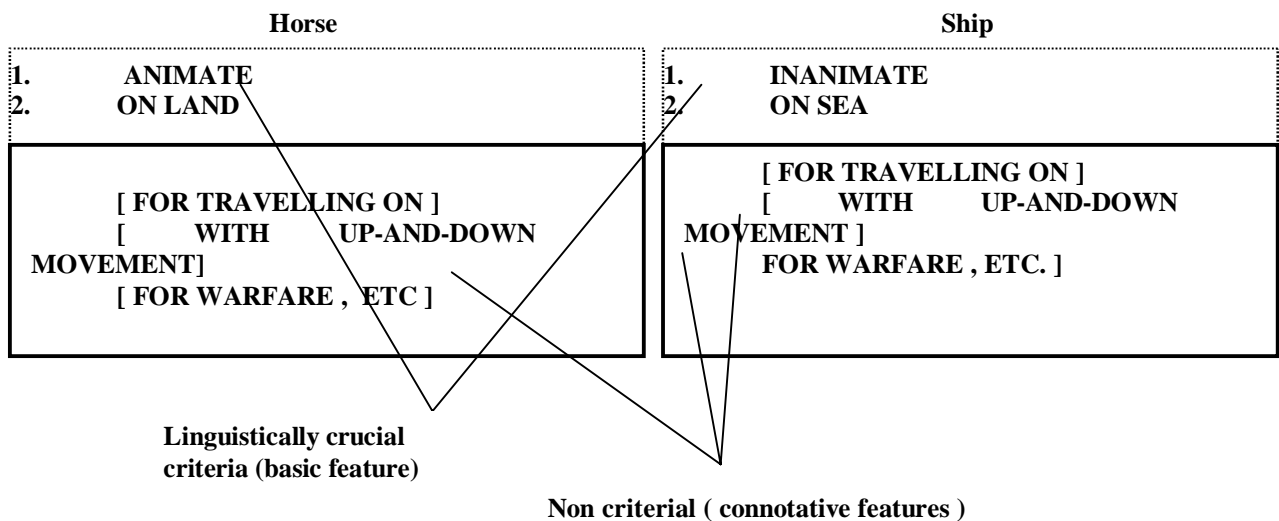 Horse
Ship
1. ANIMATE
2. ON LAND
[ FOR TRAVELLING ON ]
[ WITH UP-AND-DOWN
MOVEMENT]
[ FOR WARFARE , ETC ]
1. INANIMATE
2. ON SEA
[ FOR TRAVELLING ON ]
[ WITH UP-AND-DOWN
MOVEMENT ]
FOR WARFARE , ETC. ]
Linguistically crucial
criteria (basic feature)
Non criterial ( connotative features )